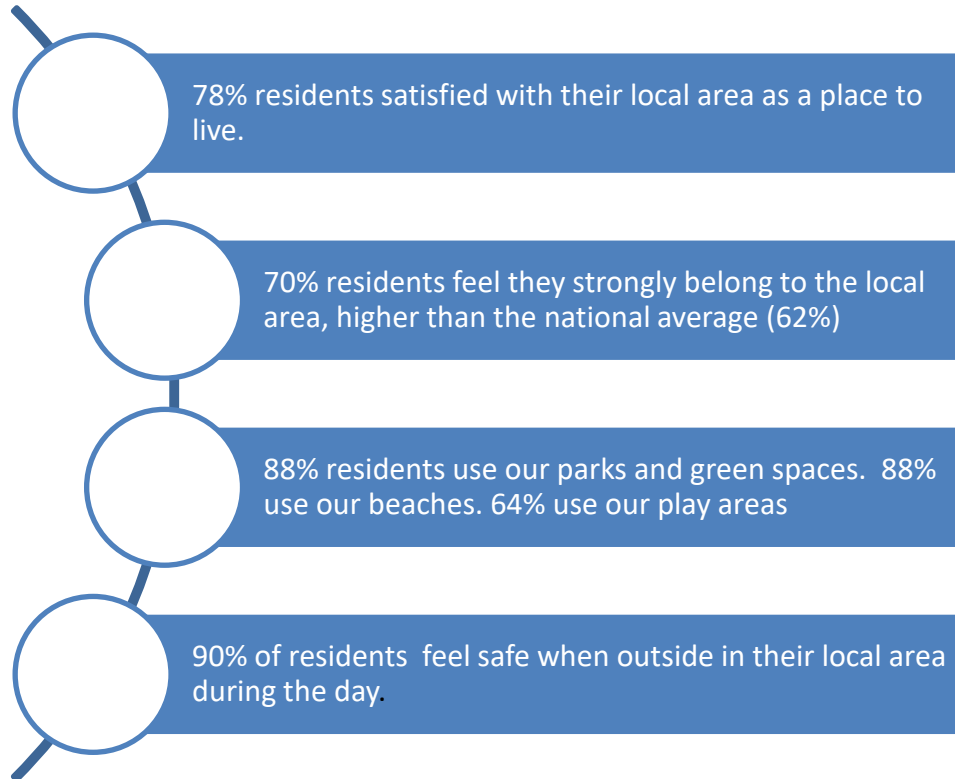 78% residents satisfied with their local area as a place to
live.
70% residents feel they strongly belong to the local
area, higher than the national average (62%)
88% residents use our parks and green spaces.  88%
use our beaches. 64% use our play areas
90% of residents  feel safe when outside in their local area
during the day.